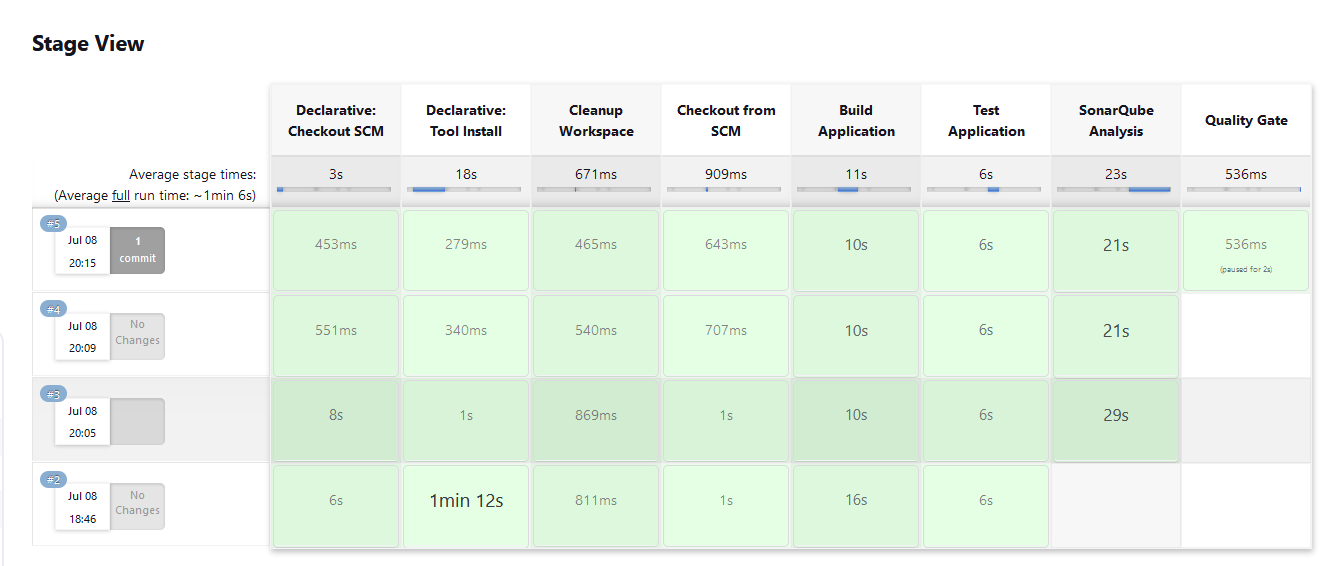 Stage View
Declarative: Checkout SCM
Declarative: Tool Install
Cleanup Workspace
Checkout from SCM
Build Application
Test Application
SonarQube Analysis
Quality Gate
Average stage times:
(Average full run time: ~1min 6s)
3s
18s
671ms
909ms
11s
6s
23s
536ms
#5
Jul 08
20:15
1
commit
453ms
279ms
465ms
643ms
10s
6s
21s
536ms
(paused for 2s)
#4
Jul 08
20:09
No
Changes
551ms
340ms
540ms
707ms
10s
6s
21s
#3
Jul 08
20:05
8s
1s
869ms
1s
10s
6s
29s
#2
Jul 08
18:46
No
Changes
6s
1min 12s
811ms
1s
16s
6s